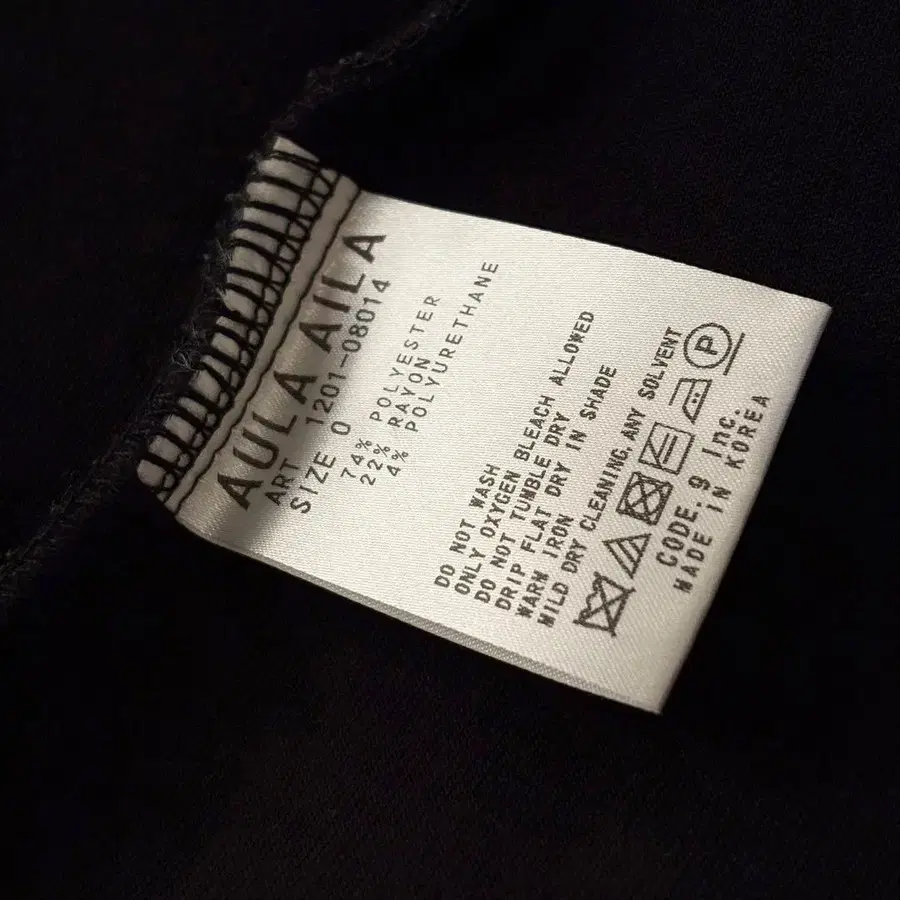 AULA AILA
ART 1201-08014
SIZE 0
74% POLYESTER
22% RAYON
4% POLYURETHANE
DO NOT WASH
ONLY OXYGEN BLEACH ALLOWED
DO NOT TUMBLE DRY
DRIP FLAT DRY IN SHADE
WARM IRON
MILD DRY CLEANING, ANY SOLVENT
P
CODE. 9 Inc.
MADE IN KOREA